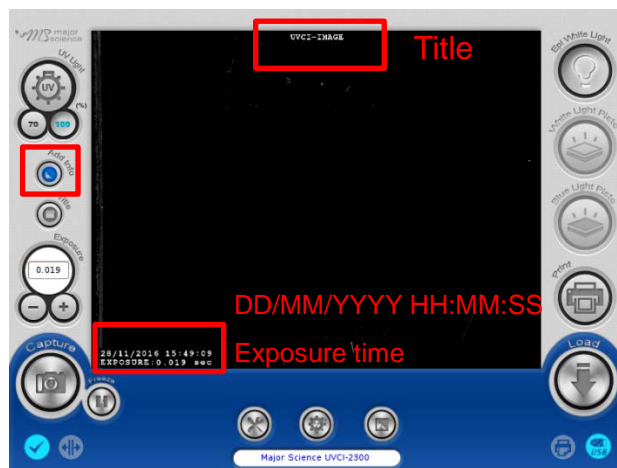 major
science
UVCI-IMAGE
Title
UV Light
Epi White Light
UV
(%)
70
100
White Light Plate
Add Info
Blue Light Plate
Title
Exposure
0.019
Print
DD/MM/YYYY HH:MM:SS
Capture
28/11/2016 15:49:09
Exposure time
EXPOSURE:0.019 sec
Load
Freeze
Major Science UVCI-2300
USB